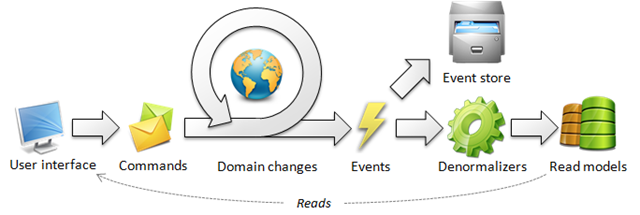 Event store
User interface
Commands
Domain changes
Events
Denormalizers
Read models
Reads